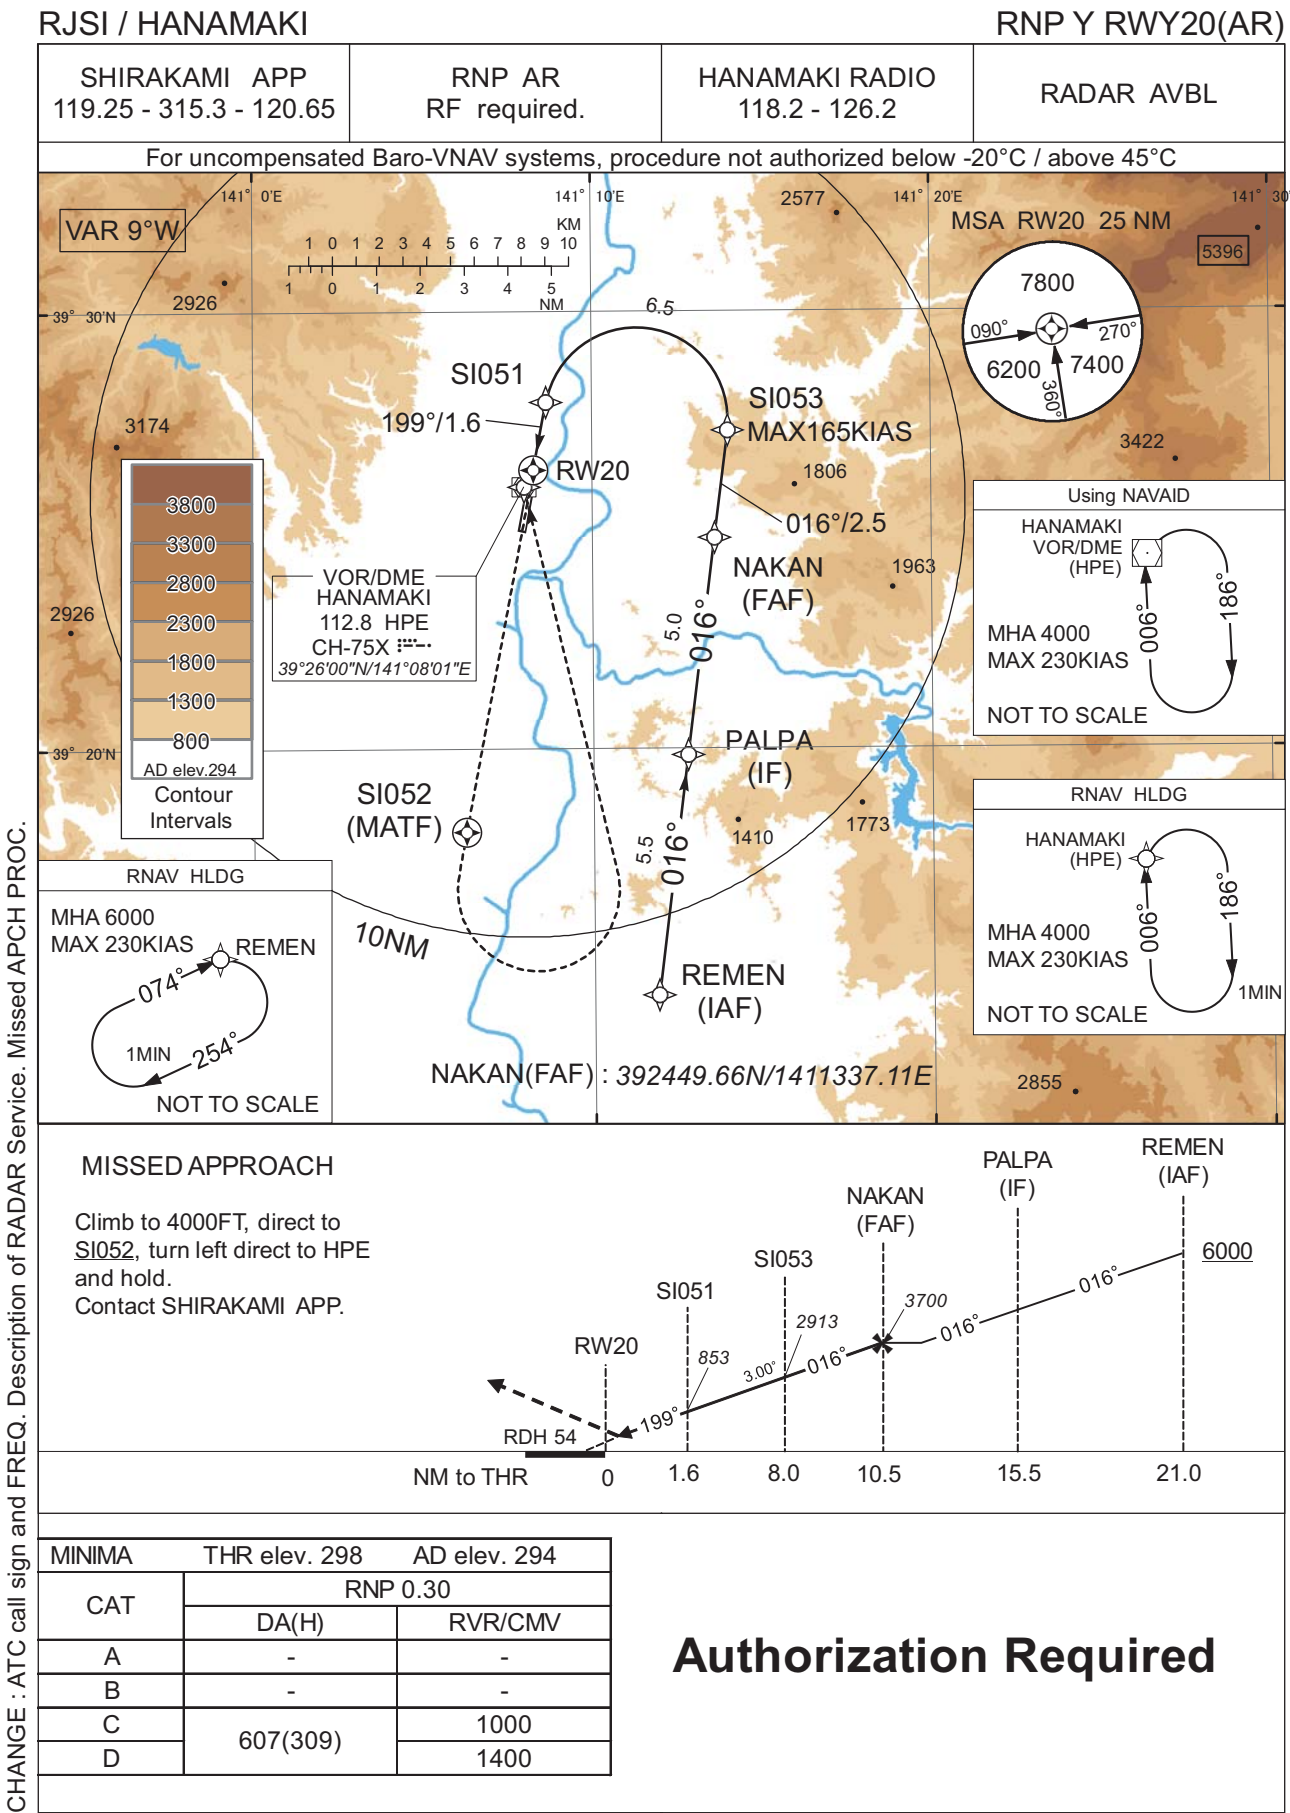 RJSI / HANAMAKI
RNP Y RWY20(AR)
SHIRAKAMI APP
119.25 - 315.3 - 120.65
RNP AR
RF required.
HANAMAKI RADIO
118.2 - 126.2
RADAR AVBL
For uncompensated Baro-VNAV systems, procedure not authorized below -20°C / above 45°C
141° 0'E
141° 10'E
2577
141° 20'E
141° 30'
VAR 9°W
KM
1 0 1 2 3 4 5 6 7 8 9 10
1 0 1 2 3 4 5
NM
2926
39° 30'N
6.5
MSA RW20 25 NM
5396
7800
090°
270°
6200
7400
360°
SI051
199°/1.6
SI053
MAX165KIAS
3174
3422
RW20
1806
016°/2.5
3800
3300
2800
2300
1800
1300
800
AD elev.294
Contour
Intervals
2926
VOR/DME
HANAMAKI
112.8 HPE
CH-75X
39°26'00"N/141°08'01"E
NAKAN
(FAF)
1963
5.0
016°
Using NAVAID
HANAMAKI
VOR/DME
(HPE)
006°
186°
MHA 4000
MAX 230KIAS
NOT TO SCALE
39° 20'N
PALPA
(IF)
SI052
(MATF)
1410
1773
5.5
016°
RNAV HLDG
HANAMAKI
(HPE)
006°
186°
MHA 4000
MAX 230KIAS
1MIN
NOT TO SCALE
RNAV HLDG
MHA 6000
MAX 230KIAS
REMEN
074°
1MIN
254°
NOT TO SCALE
10NM
REMEN
(IAF)
NAKAN(FAF) : 392449.66N/1411337.11E
2855
MISSED APPROACH
Climb to 4000FT, direct to
SI052, turn left direct to HPE
and hold.
Contact SHIRAKAMI APP.
REMEN
(IAF)
PALPA
(IF)
NAKAN
(FAF)
SI053
SI051
RW20
6000
016°
3700
016°
2913
016°
3.00°
853
199°
RDH 54
NM to THR
0
1.6
8.0
10.5
15.5
21.0
MINIMA THR elev. 298 AD elev. 294
CAT
RNP 0.30
DA(H)
RVR/CMV
A - -
B - -
C 607(309) 1000
D 1400
Authorization Required
CHANGE : ATC call sign and FREQ. Description of RADAR Service. Missed APCH PROC.